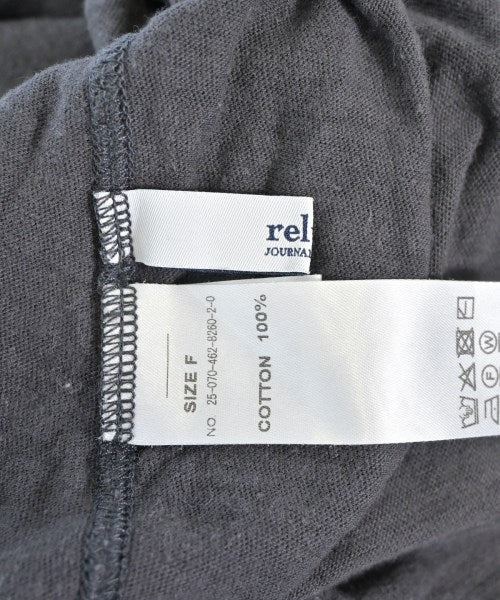 rel
JOURNA
SIZE F
NO. 25-070-462-8260-2-0
COTTON 100%
F W